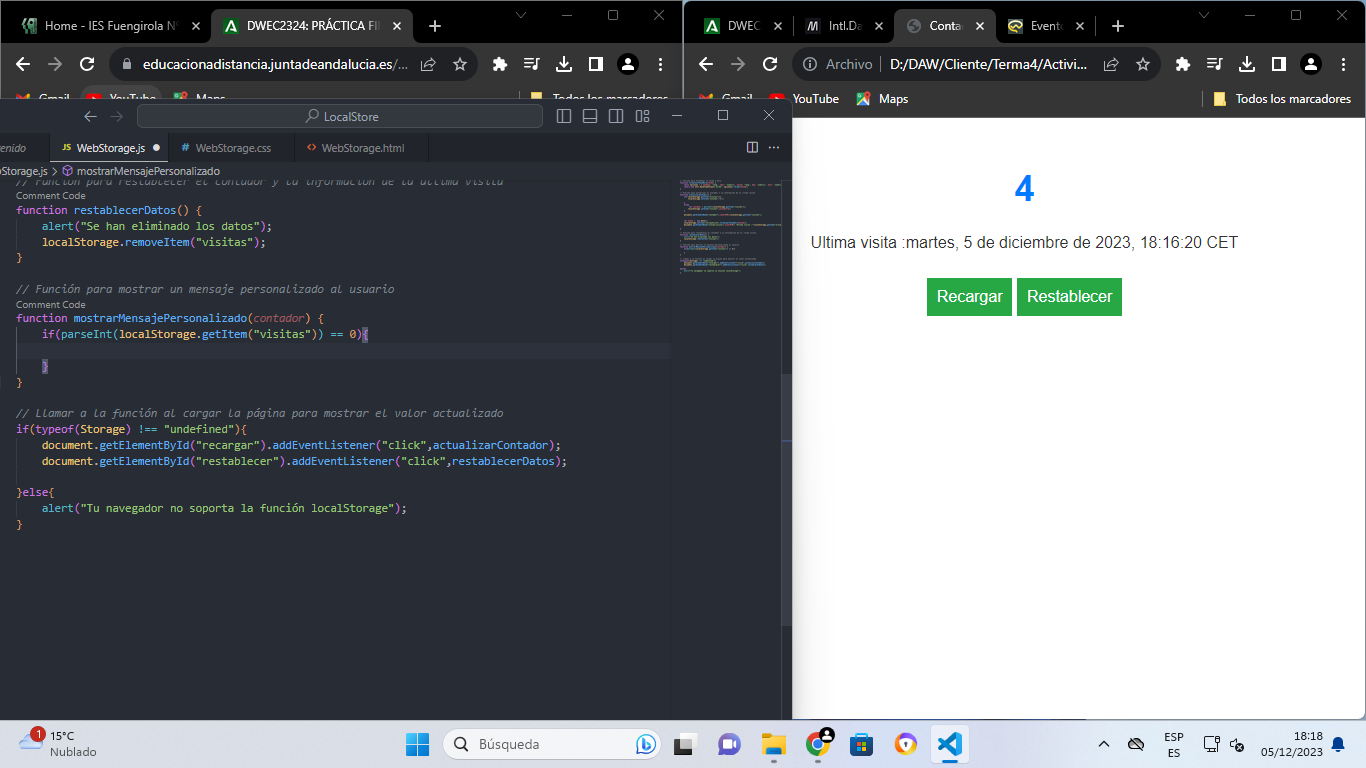 Home - IES Fuengirola Nº
DWEC2324: PRÁCTICA FI
educacionadistancia.juntadeandalucia.es/...
Gmail
YouTube
Maps
Todos los marcadores
DWEC
Intl.Da
Conta
Evento
Archivo
D:/DAW/Cliente/Terma4/Activi...
Gmail
YouTube
Maps
Todos los marcadores
LocalStore
enido
JS WebStorage.js
# WebStorage.css
<> WebStorage.html
bStorage.js > mostrarMensajePersonalizado
// Función para restablecer el contador y la información de la última visita
Comment Code
function restablecerDatos() {
alert("Se han eliminado los datos");
localStorage.removeItem("visitas");
}
// Función para mostrar un mensaje personalizado al usuario
Comment Code
function mostrarMensajePersonalizado(contador) {
if(parseInt(localStorage.getItem("visitas")) == 0){
}
}
// Llamar a la función al cargar la página para mostrar el valor actualizado
if(typeof(Storage) !== "undefined"){
document.getElementById("recargar").addEventListener("click",actualizarContador);
document.getElementById("restablecer").addEventListener("click",restablecerDatos);
}else{
alert("Tu navegador no soporta la función localStorage");
}
4
Ultima visita :martes, 5 de diciembre de 2023, 18:16:20 CET
Recargar
Restablecer
1
15°C
Nublado
Búsqueda
ESP
ES
18:18
05/12/2023